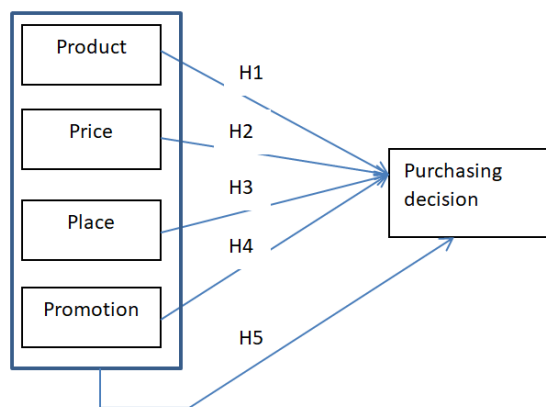 Product
H1
Price
H2
Purchasing
decision
H3
Place
H4
Promotion
H5